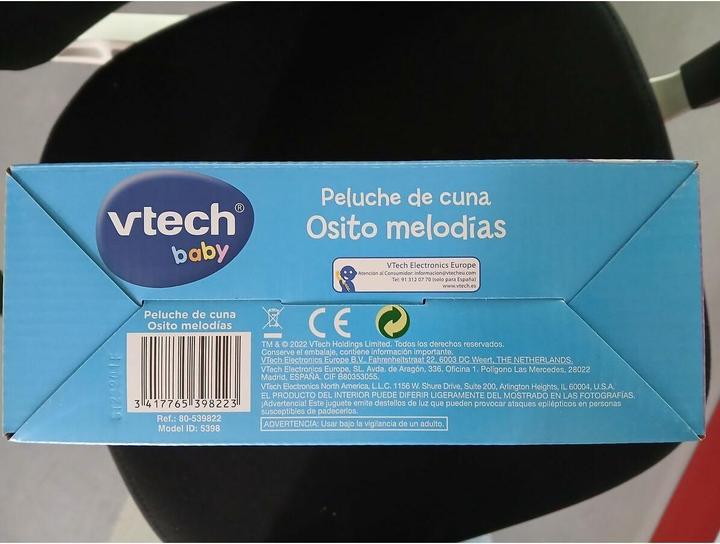 vtech®
baby
Peluche de cuna
Osito melodías
VTech Electronics Europe
Atención al Consumidor: informacion@vtecheu.com
Tel: 91 312 07 70 (solo para España)
www.vtech.es
Peluche de cuna
Osito melodías
3 417765 398223
Ref.: 80-539822
Model ID: 5398
CE
TM & © 2022 VTech Holdings Limited. Todos los derechos reservados.
Conserve el embalaje, contiene información importante.
VTech Electronics Europe B.V., Fahrenheitstraat 22, 6003 DC Weert, THE NETHERLANDS.
VTech Electronics Europe, SL. Avda. de Aragón, 336. Oficina 1. Polígono Las Mercedes, 28022
Madrid, ESPAÑA. CIF B80353055.
VTech Electronics North America, L.L.C. 1156 W. Shure Drive, Suite 200, Arlington Heights, IL 60004, U.S.A.
EL PRODUCTO DEL INTERIOR PUEDE DIFERIR LIGERAMENTE DEL MOSTRADO EN LAS FOTOGRAFÍAS.
¡Advertencia! Este juguete emite destellos de luz que pueden provocar ataques epilépticos en personas
susceptibles de padecerlos.
ADVERTENCIA: Usar bajo la vigilancia de un adulto.